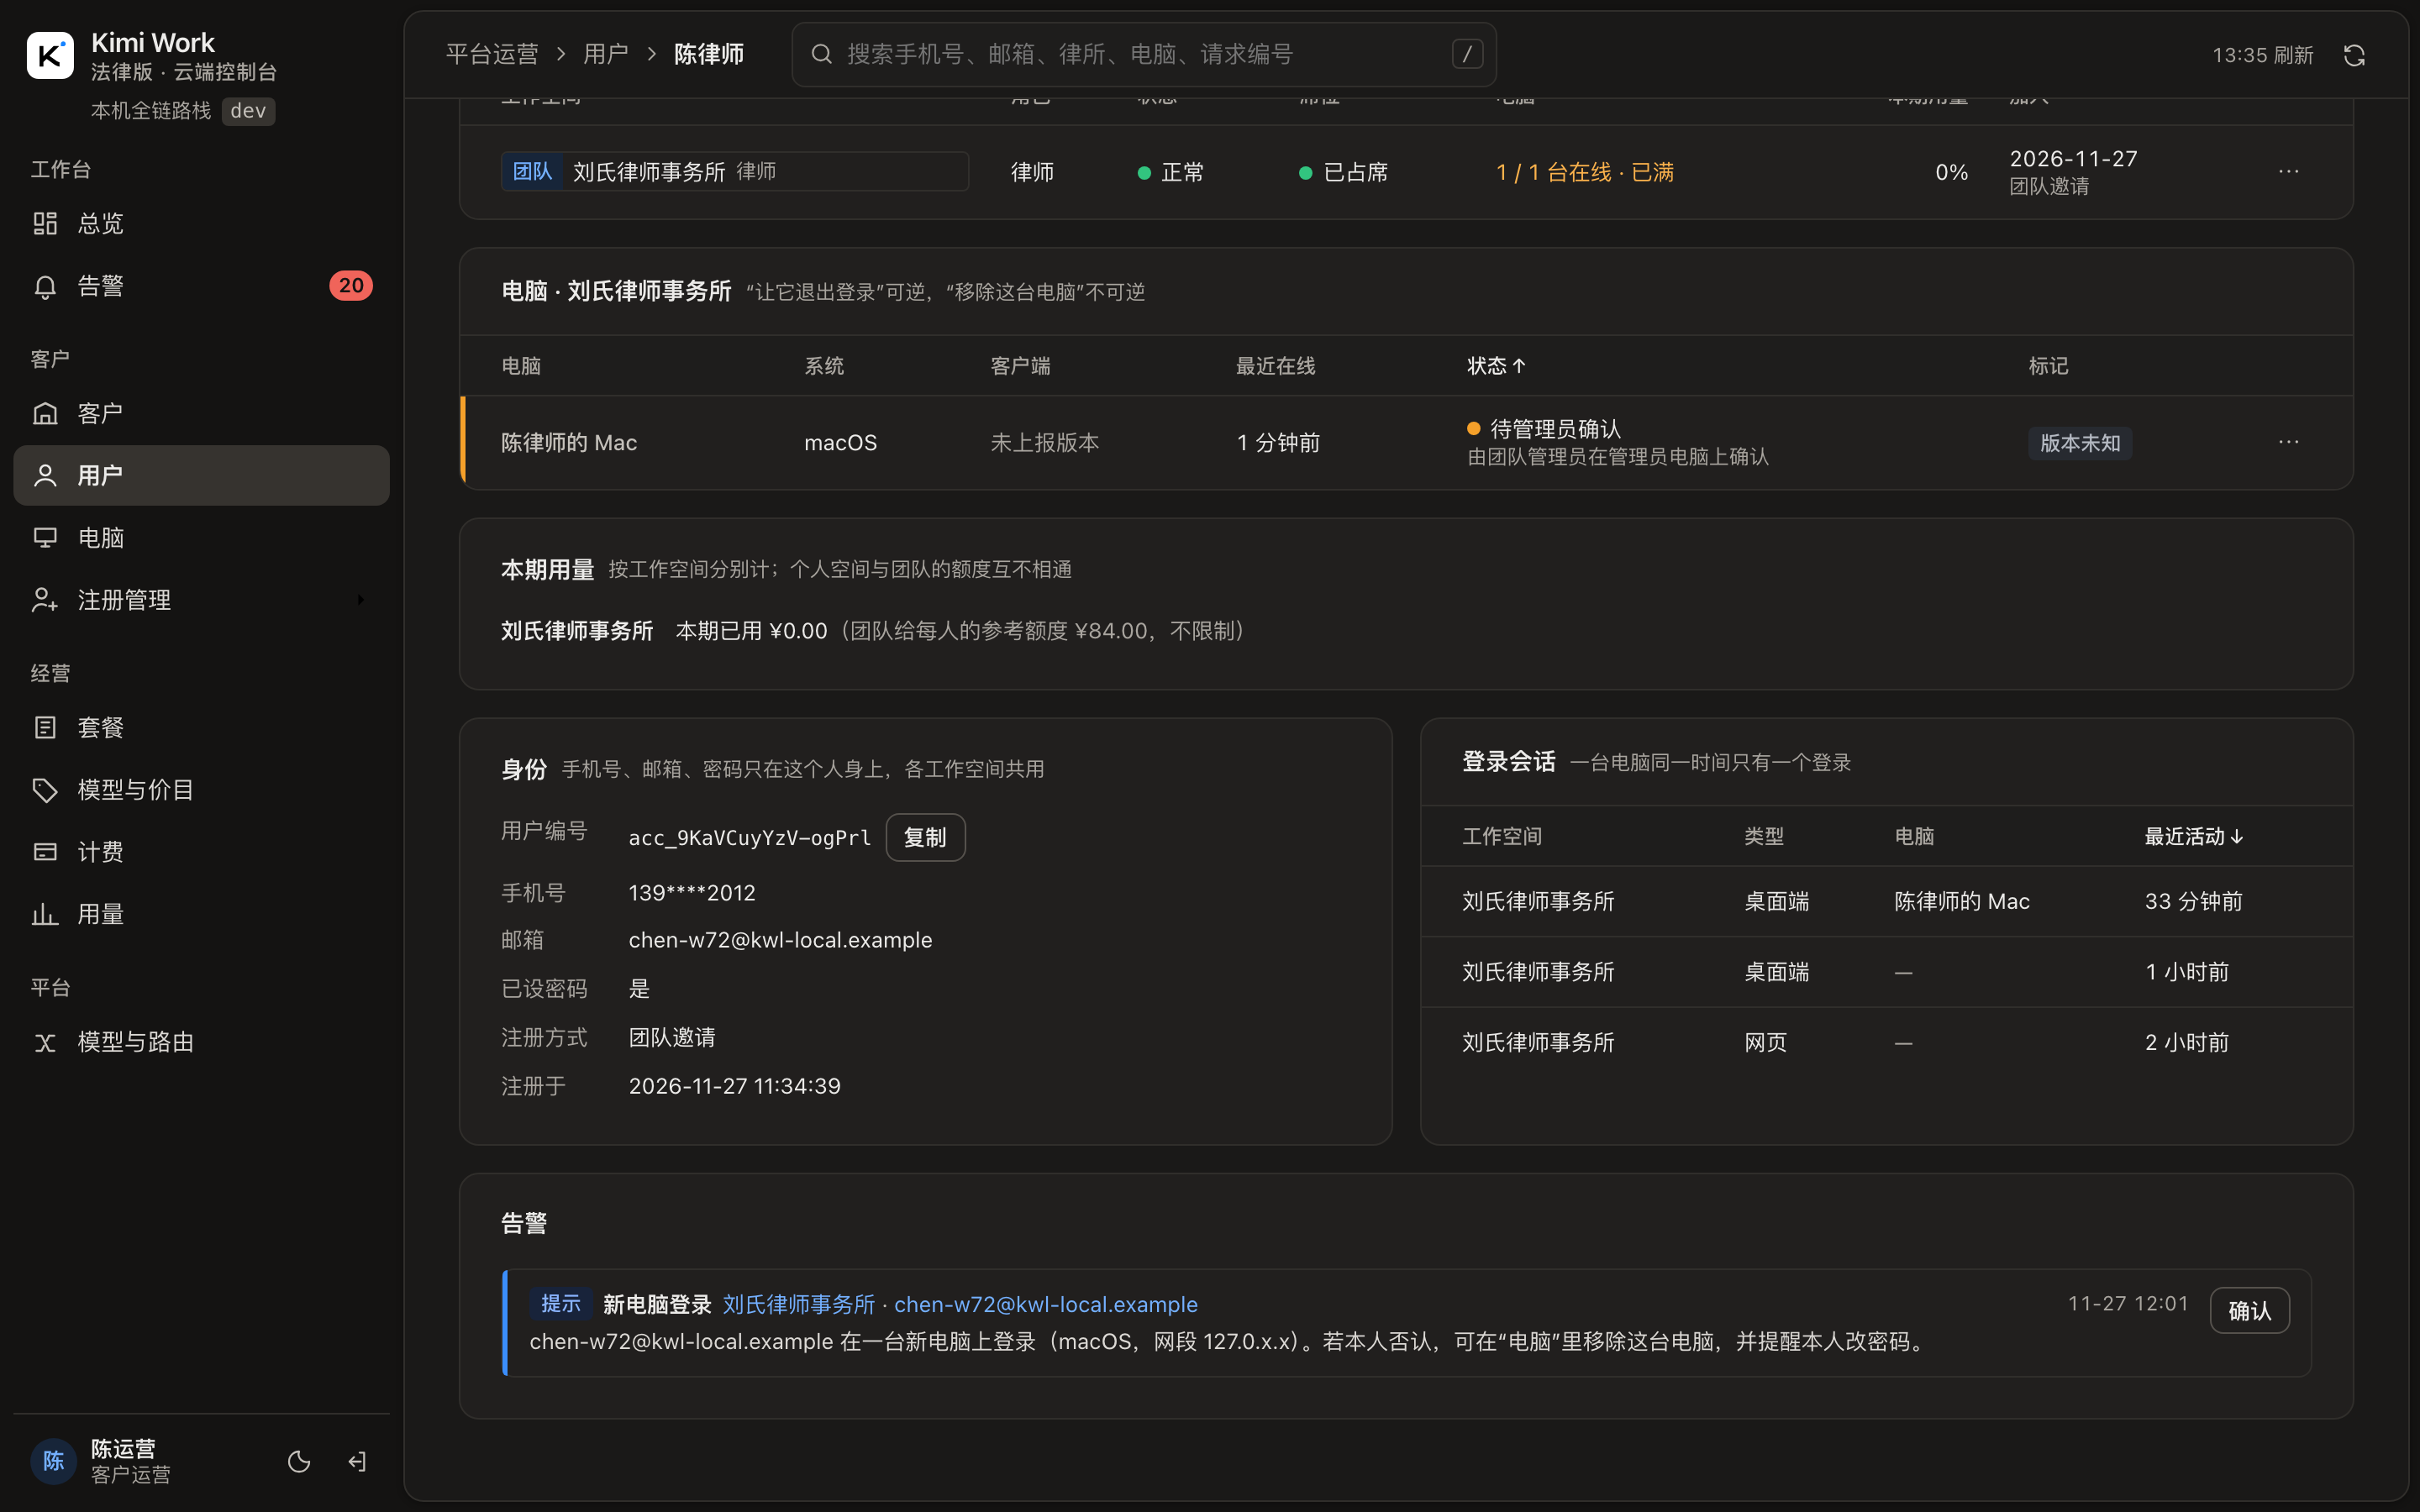 Kimi Work
法律版 · 云端控制台
本机全链路栈 dev
工作台
总览
告警 20
客户
客户
用户
电脑
注册管理
经营
套餐
模型与价目
计费
用量
平台
模型与路由
陈 陈运营
客户运营
平台运营 > 用户 > 陈律师
搜索手机号、邮箱、律所、电脑、请求编号 /
13:35 刷新
工作空间 角色 状态 席位 电脑 本期用量 加入
团队 刘氏律师事务所 律师 律师 正常 已占席 1 / 1 台在线 · 已满 0% 2026-11-27
团队邀请
电脑 · 刘氏律师事务所 “让它退出登录”可逆，“移除这台电脑”不可逆
电脑 系统 客户端 最近在线 状态↑ 标记
陈律师的 Mac macOS 未上报版本 1 分钟前 待管理员确认 版本未知
由团队管理员在管理员电脑上确认
本期用量 按工作空间分别计；个人空间与团队的额度互不相通
刘氏律师事务所 本期已用 ¥0.00（团队给每人的参考额度 ¥84.00，不限制）
身份 手机号、邮箱、密码只在这个人身上，各工作空间共用
用户编号 acc_9KaVCuyYzV-ogPrl 复制
手机号 139****2012
邮箱 chen-w72@kwl-local.example
已设密码 是
注册方式 团队邀请
注册于 2026-11-27 11:34:39
登录会话 一台电脑同一时间只有一个登录
工作空间 类型 电脑 最近活动↓
刘氏律师事务所 桌面端 陈律师的 Mac 33 分钟前
刘氏律师事务所 桌面端 — 1 小时前
刘氏律师事务所 网页 — 2 小时前
告警
提示 新电脑登录 刘氏律师事务所 · chen-w72@kwl-local.example 11-27 12:01 确认
chen-w72@kwl-local.example 在一台新电脑上登录（macOS，网段 127.0.x.x）。若本人否认，可在“电脑”里移除这台电脑，并提醒本人改密码。